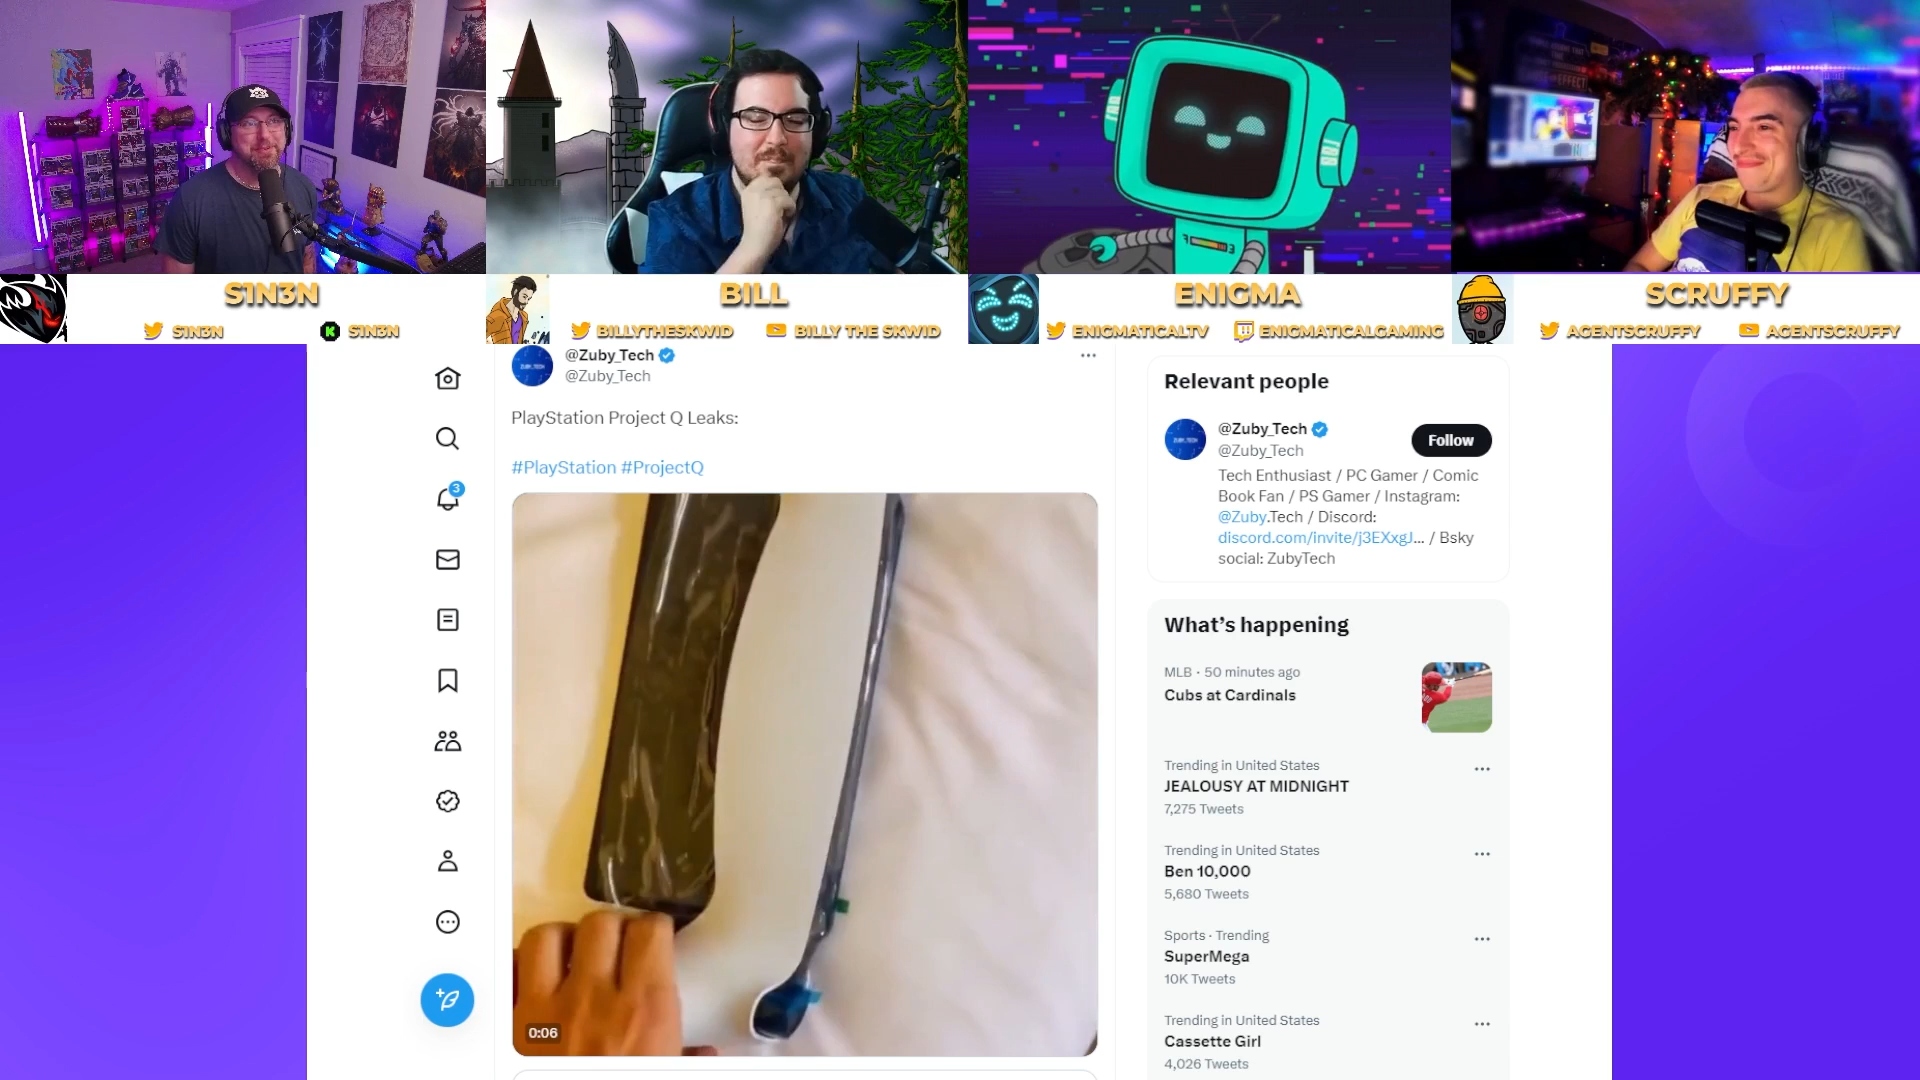 S1N3N
S1N3N
S1N3N
BILL
BILLYTHESKWID
BILLY THE SKWID
ENIGMA
ENIGMATICALTV
ENIGMATICALGAMING
SCRUFFY
AGENTSCRUFFY
AGENTSCRUFFY
@Zuby_Tech
@Zuby_Tech
PlayStation Project Q Leaks:
#PlayStation #ProjectQ
0:06
3
Relevant people
@Zuby_Tech
@Zuby_Tech
Follow
Tech Enthusiast / PC Gamer / Comic
Book Fan / PS Gamer / Instagram:
@Zuby.Tech / Discord:
discord.com/invite/j3EXxgJ... / Bsky
social: ZubyTech
What's happening
MLB · 50 minutes ago
Cubs at Cardinals
Trending in United States
JEALOUSY AT MIDNIGHT
7,275 Tweets
Trending in United States
Ben 10,000
5,680 Tweets
Sports · Trending
SuperMega
10K Tweets
Trending in United States
Cassette Girl
4,026 Tweets